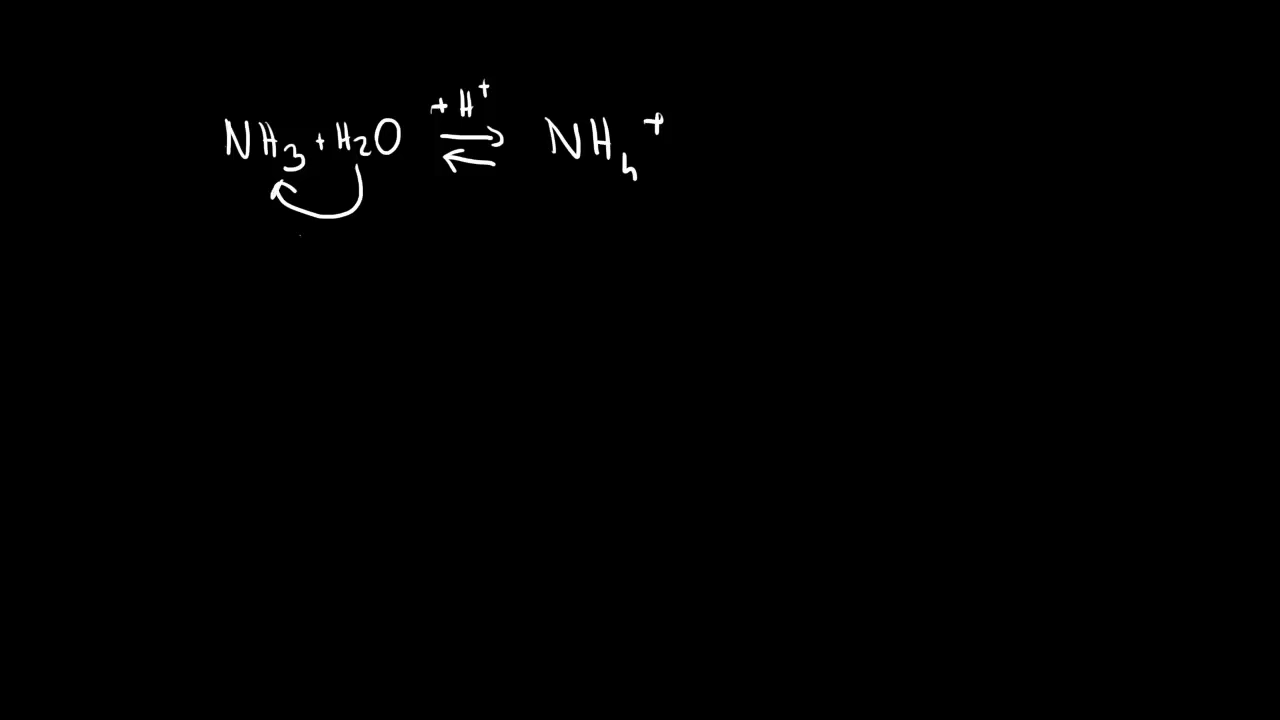 NH₃ + H₂O +H⁺ ⇌ NH₄⁺